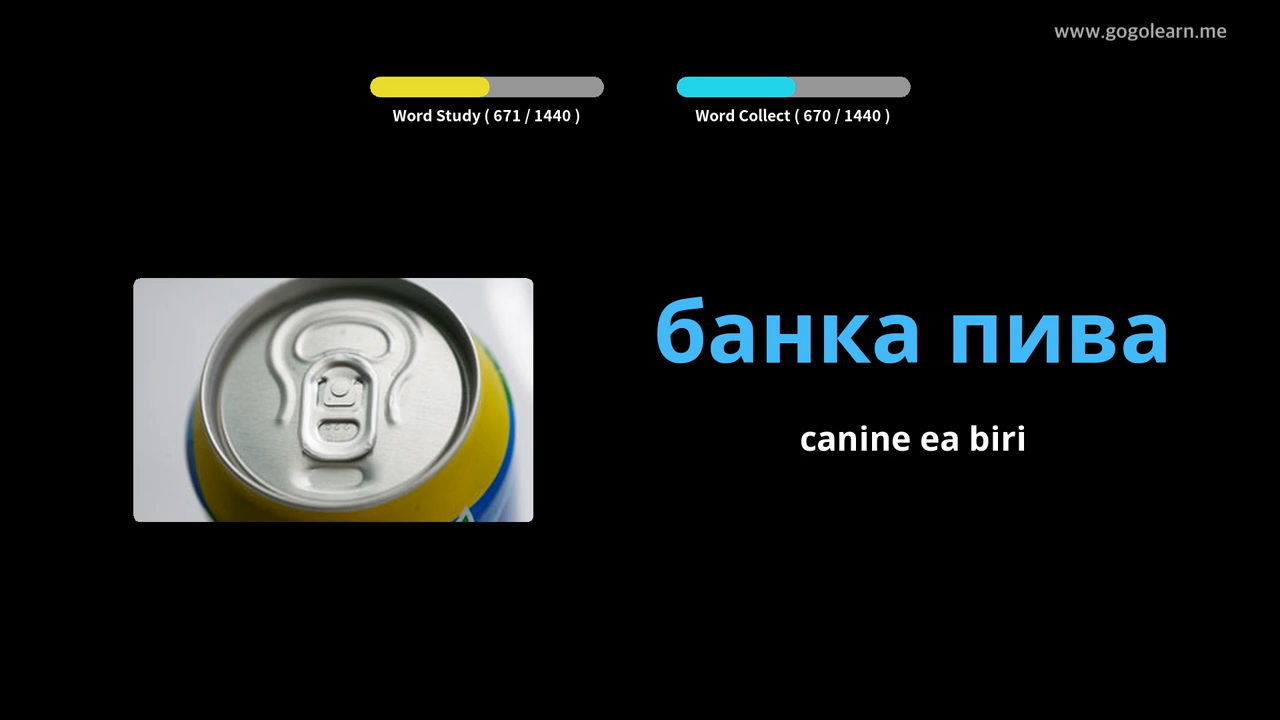 www.gogolearn.me
Word Study ( 671 / 1440 )
Word Collect ( 670 / 1440 )
банка пива
canine ea biri